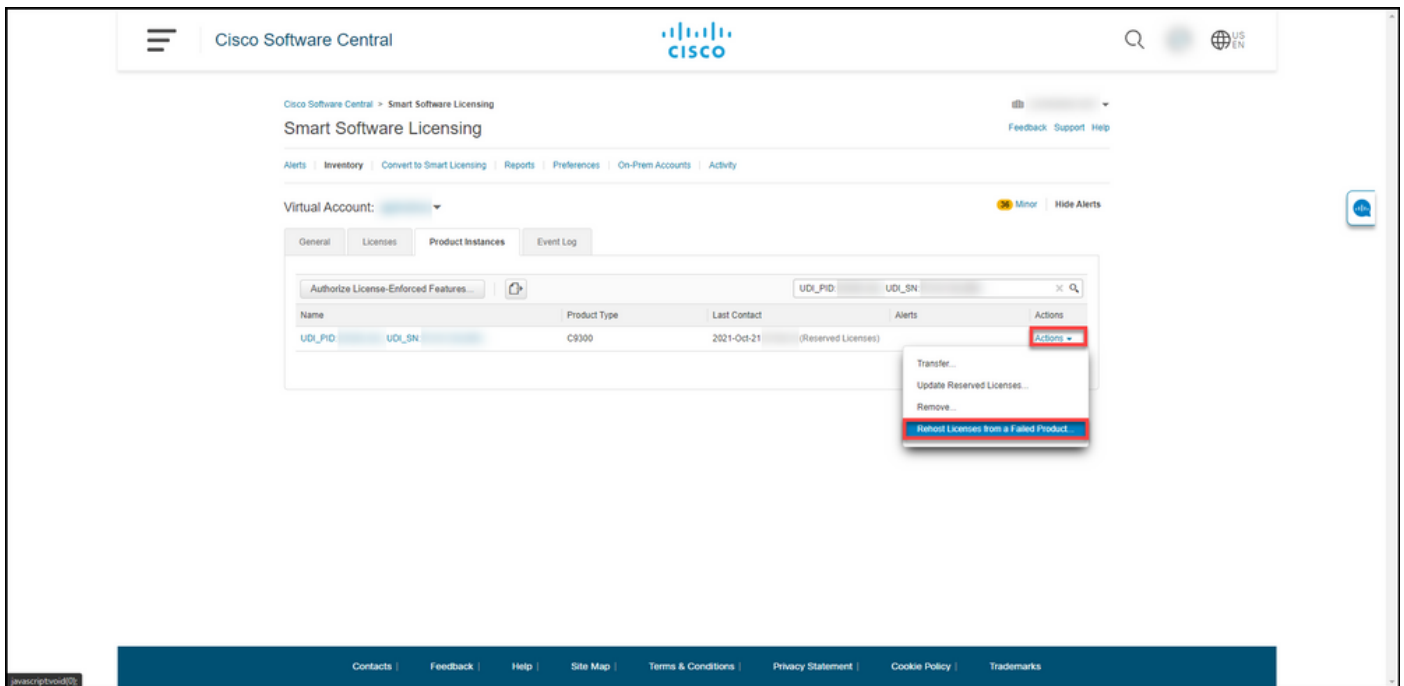 Cisco Software Central
CISCO
US
EN
Cisco Software Central > Smart Software Licensing
Smart Software Licensing
Feedback Support Help
Alerts | Inventory | Convert to Smart Licensing | Reports | Preferences | On-Prem Accounts | Activity
Virtual Account:
36 Minor | Hide Alerts
General Licenses Product Instances Event Log
Authorize License-Enforced Features... UDI_PID: UDI_SN:
Name Product Type Last Contact Alerts Actions
UDI_PID: UDI_SN: C9300 2021-Oct-21 (Reserved Licenses) Actions
Transfer...
Update Reserved Licenses...
Remove...
Rehost Licenses from a Failed Product...
Contacts | Feedback | Help | Site Map | Terms & Conditions | Privacy Statement | Cookie Policy | Trademarks
javascript:void(0);